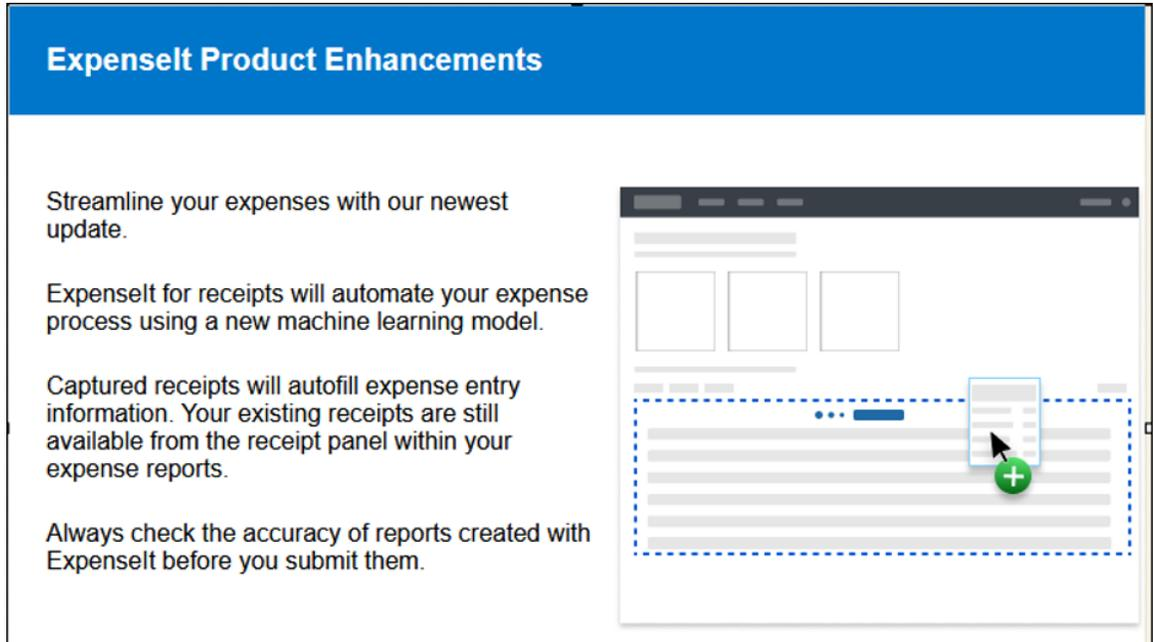 ExpenseIt Product Enhancements
Streamline your expenses with our newest
update.
ExpenseIt for receipts will automate your expense
process using a new machine learning model.
Captured receipts will autofill expense entry
information. Your existing receipts are still
available from the receipt panel within your
expense reports.
Always check the accuracy of reports created with
ExpenseIt before you submit them.